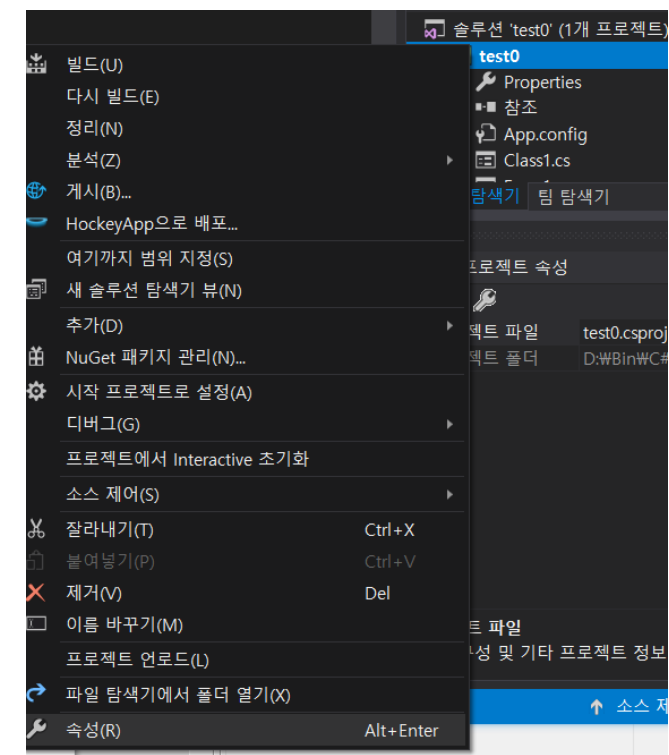 빌드(U)
다시 빌드(E)
정리(N)
분석(Z)
게시(B)...
HockeyApp으로 배포...
여기까지 범위 지정(S)
새 솔루션 탐색기 뷰(N)
추가(D)
NuGet 패키지 관리(N)...
시작 프로젝트로 설정(A)
디버그(G)
프로젝트에서 Interactive 초기화
소스 제어(S)
잘라내기(T) Ctrl+X
붙여넣기(P) Ctrl+V
제거(V) Del
이름 바꾸기(M)
프로젝트 언로드(L)
파일 탐색기에서 폴더 열기(X)
속성(R) Alt+Enter
솔루션 'test0' (1개 프로젝트)
test0
Properties
참조
App.config
Class1.cs
탐색기 팀 탐색기
프로젝트 속성
젝트 파일 test0.csproj
젝트 폴더 D:₩Bin₩C#
트 파일
성 및 기타 프로젝트 정보
소스 제